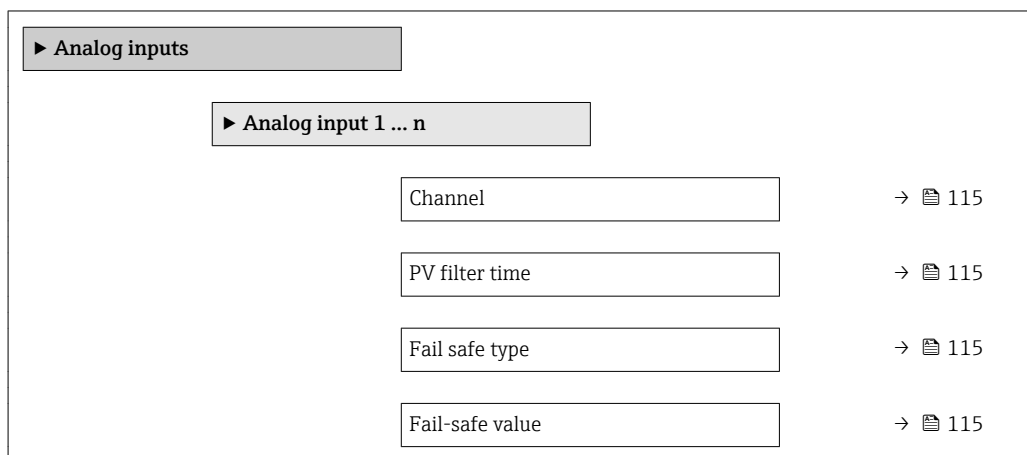 ▶ Analog inputs
▶ Analog input 1 ... n
Channel → 115
PV filter time → 115
Fail safe type → 115
Fail-safe value → 115